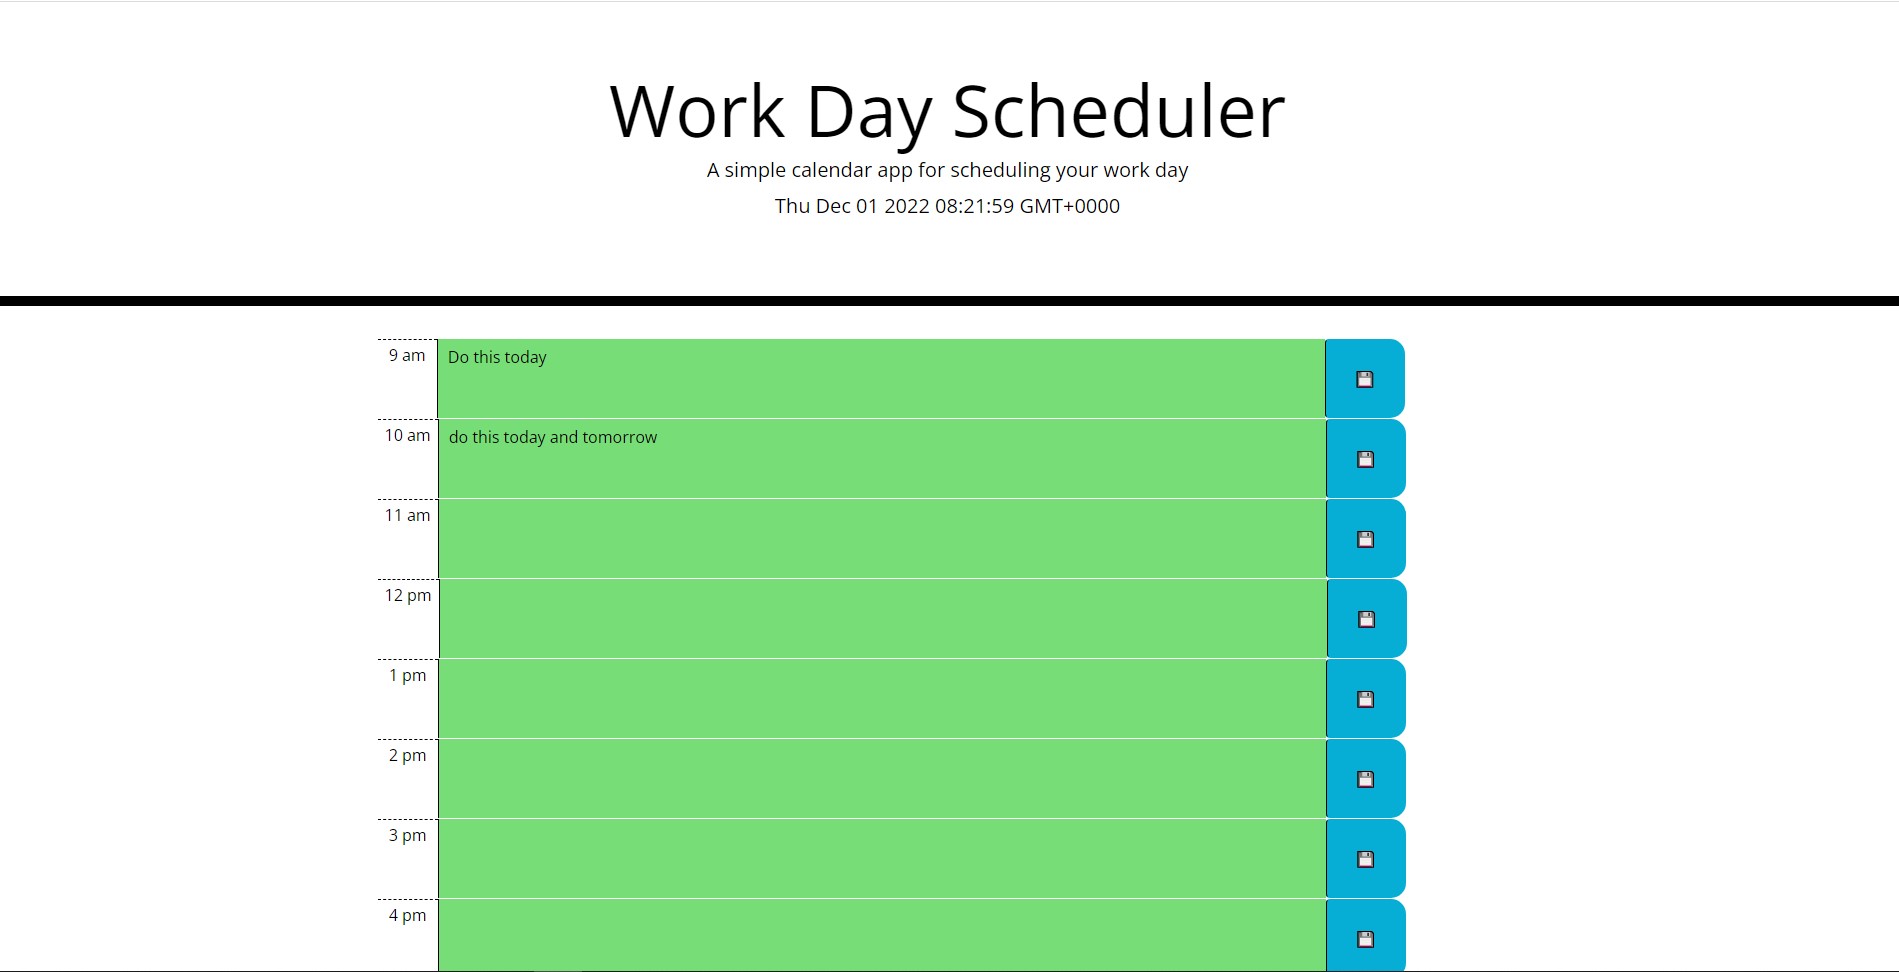 Work Day Scheduler
A simple calendar app for scheduling your work day
Thu Dec 01 2022 08:21:59 GMT+0000
9 am Do this today
10 am do this today and tomorrow
11 am
12 pm
1 pm
2 pm
3 pm
4 pm